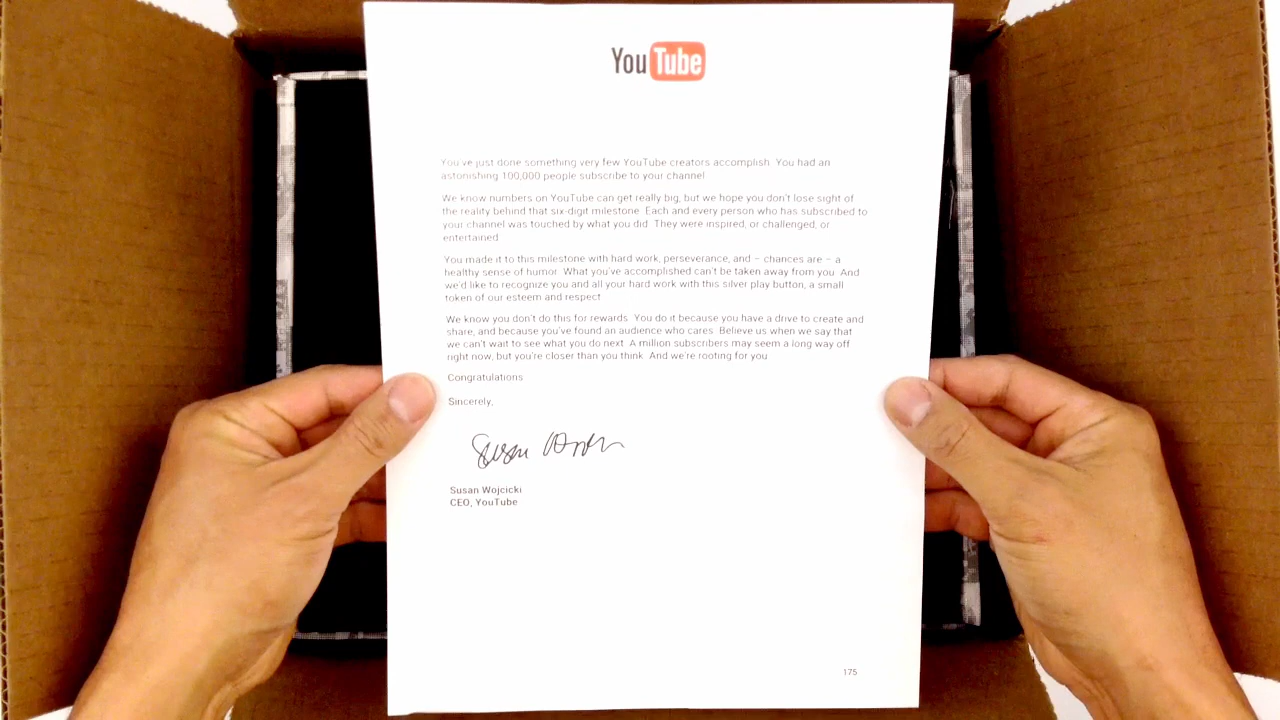 YouTube
You've just done something very few YouTube creators accomplish. You had an
astonishing 100,000 people subscribe to your channel.
We know numbers on YouTube can get really big, but we hope you don't lose sight of
the reality behind that six-digit milestone. Each and every person who has subscribed to
your channel was touched by what you did. They were inspired, or challenged, or
entertained.
You made it to this milestone with hard work, perseverance, and – chances are – a
healthy sense of humor. What you've accomplished can't be taken away from you. And
we'd like to recognize you and all your hard work with this silver play button, a small
token of our esteem and respect.
We know you don't do this for rewards. You do it because you have a drive to create and
share, and because you've found an audience who cares. Believe us when we say that
we can't wait to see what you do next. A million subscribers may seem a long way off
right now, but you're closer than you think. And we're rooting for you.
Congratulations.
Sincerely,
Susan Wojcicki
CEO, YouTube
175